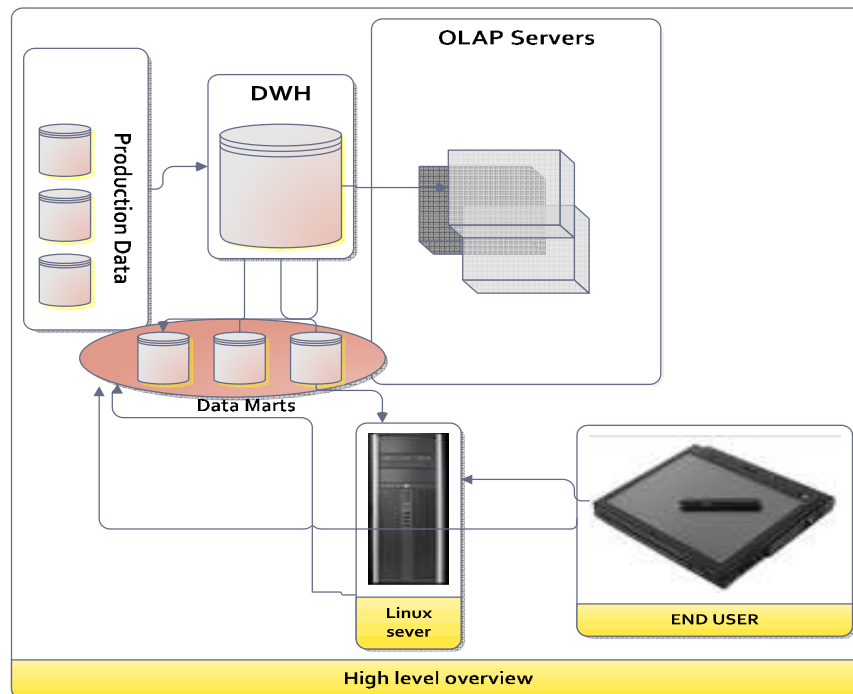 OLAP Servers
DWH
Production Data
Data Marts
Linux
sever
END USER
High level overview